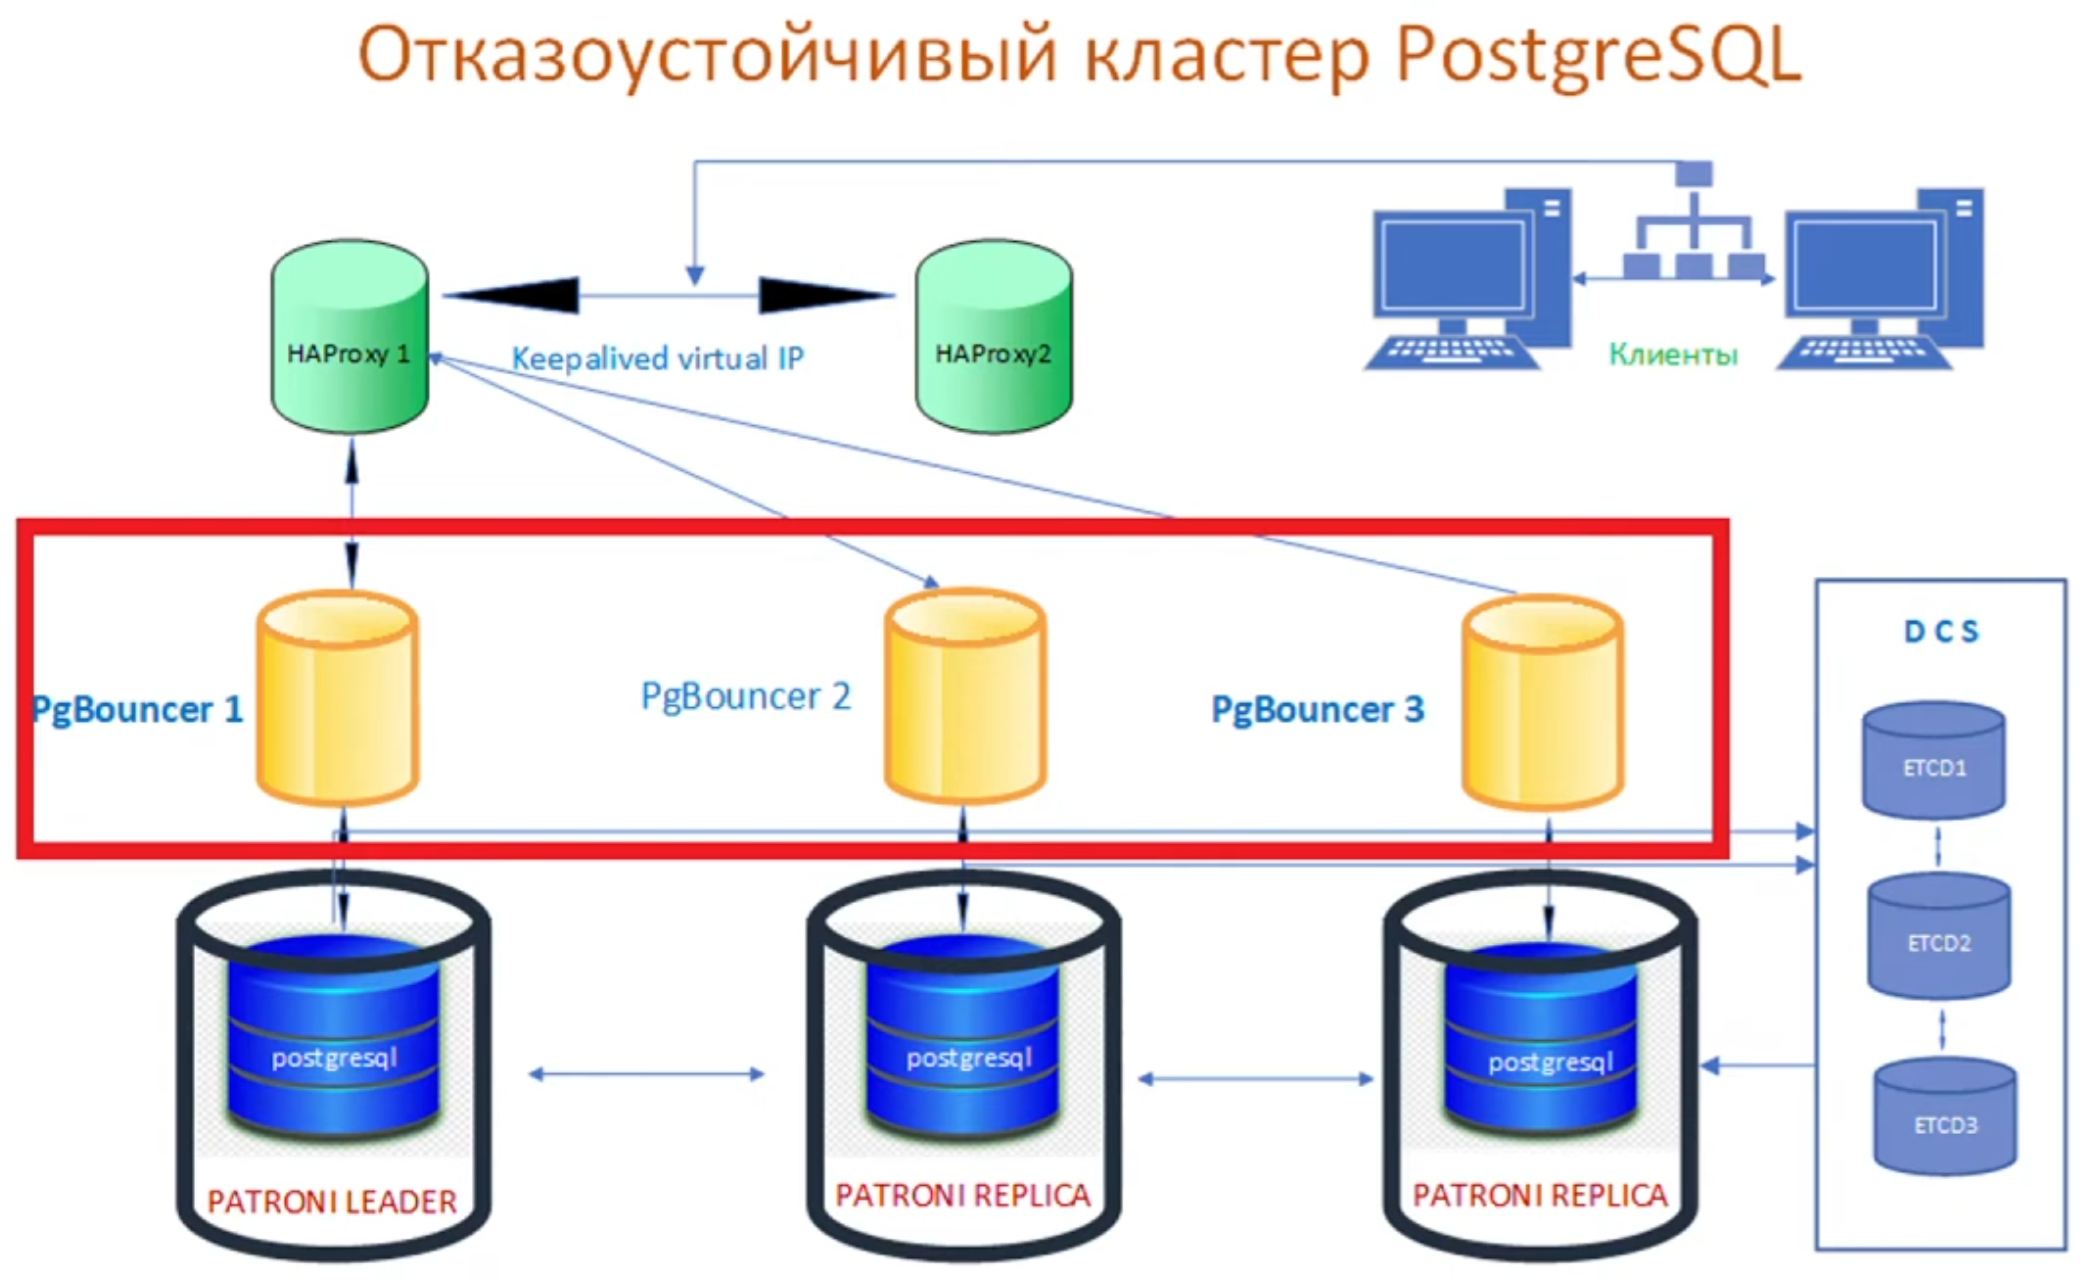 Отказоустойчивый кластер PostgreSQL
HAProxy 1
Keepalived virtual IP
HAProxy2
Клиенты
PgBouncer 1
PgBouncer 2
PgBouncer 3
D C S
ETCD1
ETCD2
ETCD3
postgresql
postgresql
postgresql
PATRONI LEADER
PATRONI REPLICA
PATRONI REPLICA